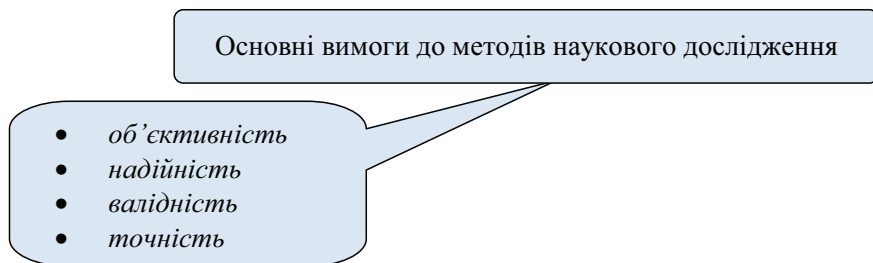 Основні вимоги до методів наукового дослідження
• об’єктивність
• надійність
• валідність
• точність